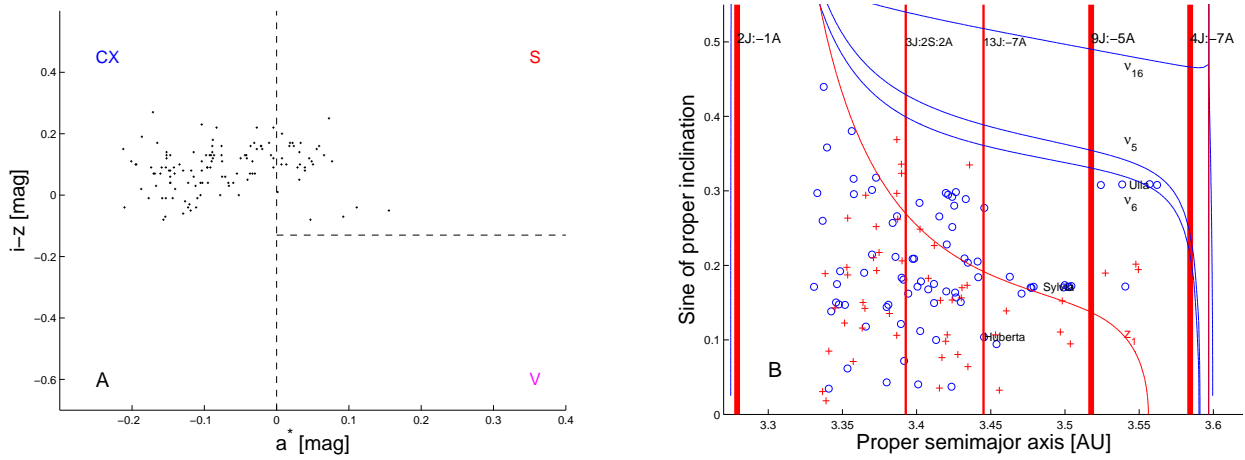 CX
S
V
A
0.4
0.2
0
−0.2
−0.4
−0.6
−0.2
−0.1
0
0.1
0.2
0.3
0.4
i−z [mag]
a* [mag]
2J:−1A
3J:2S:2A
13J:−7A
9J:−5A
4J:−7A
ν16
ν5
Ulla
ν6
Sylvia
Huberta
z1
B
0.5
0.4
0.3
0.2
0.1
0
3.3
3.35
3.4
3.45
3.5
3.55
3.6
Sine of proper inclination
Proper semimajor axis [AU]